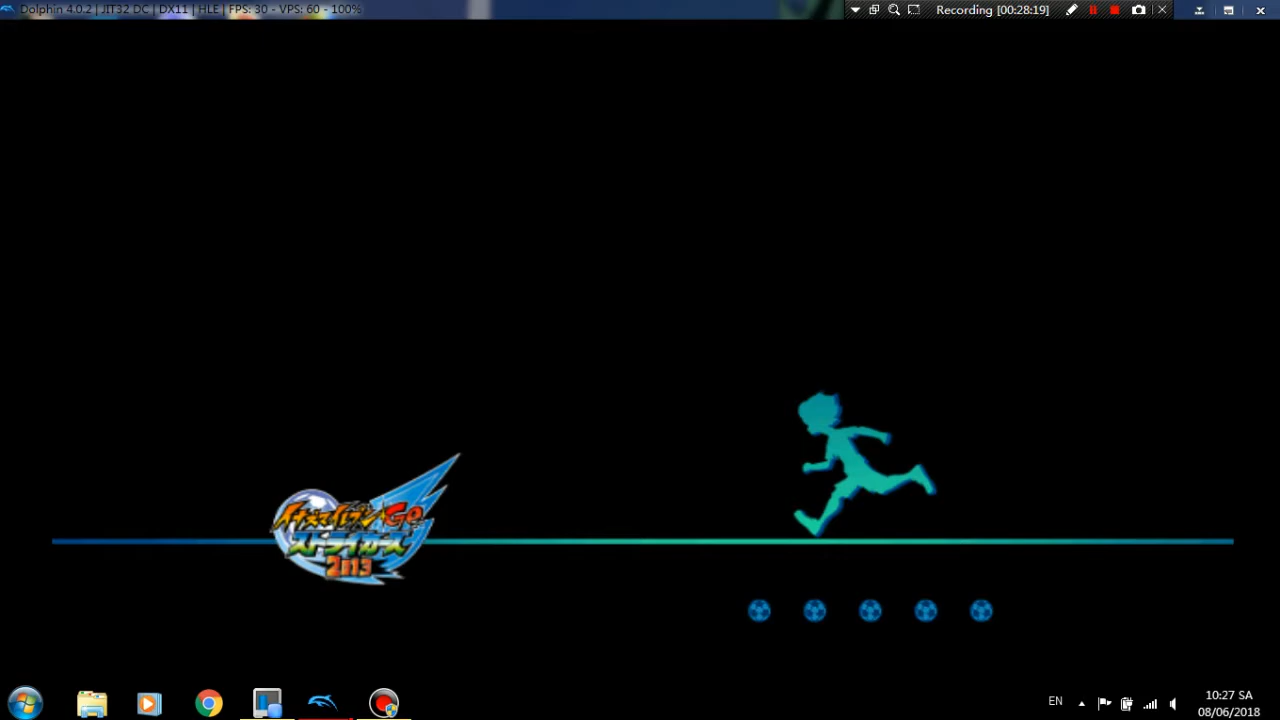 Dolphin 4.0.2 | JIT32 DC | DX11 | HLE | FPS: 30 - VPS: 60 - 100%
Recording [00:28:19]
イナズマイレブンGO
ストライカーズ
2013
EN
10:27 SA
08/06/2018